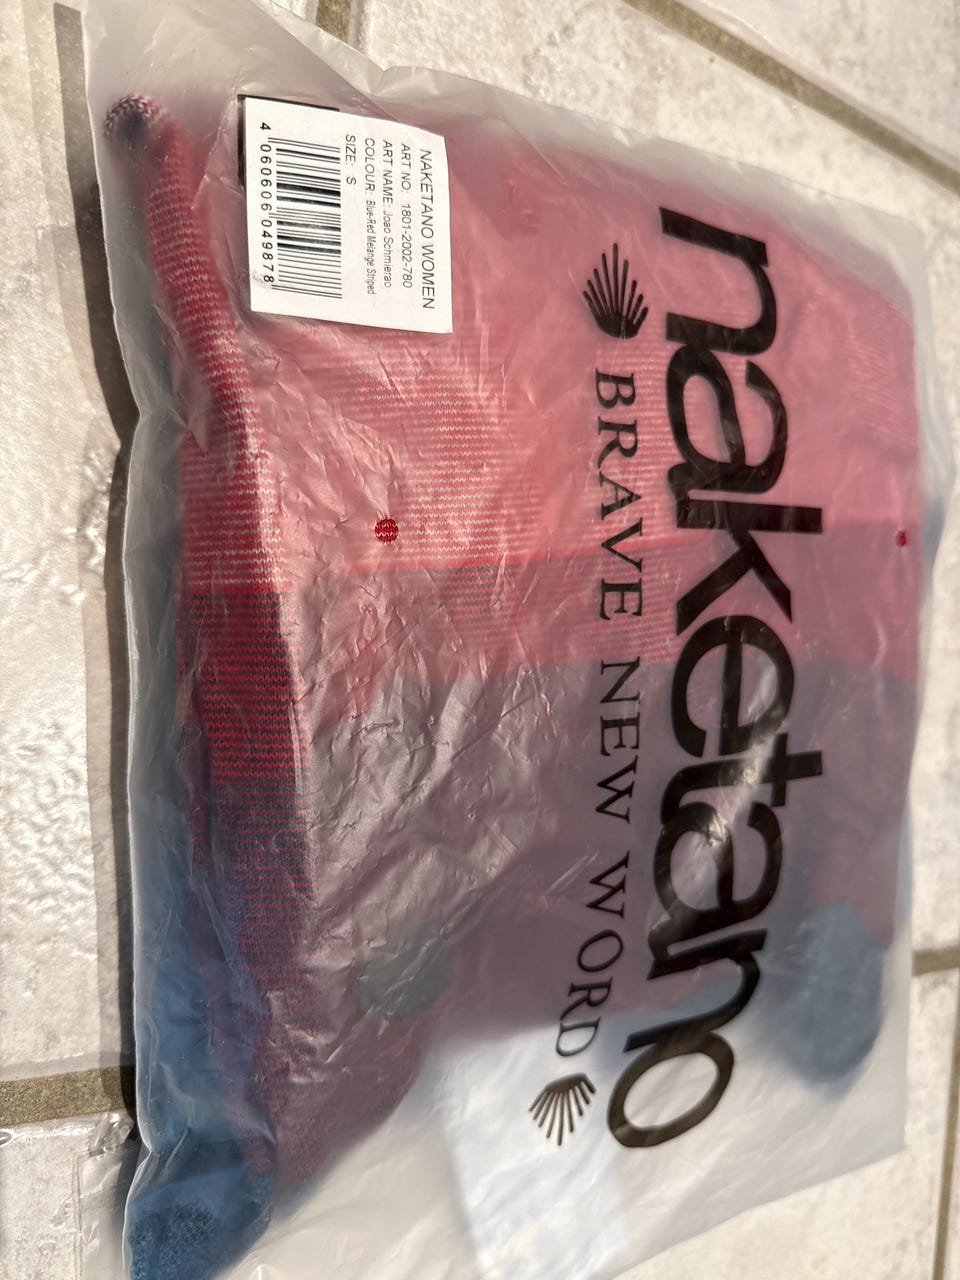 naketano
BRAVE NEW WORD
NAKETANO WOMEN
ART NO: 1801-2002-780
ART NAME: Joao Schmierao
COLOUR: Blue-Red Melange Striped
SIZE: S
4 060606 049878